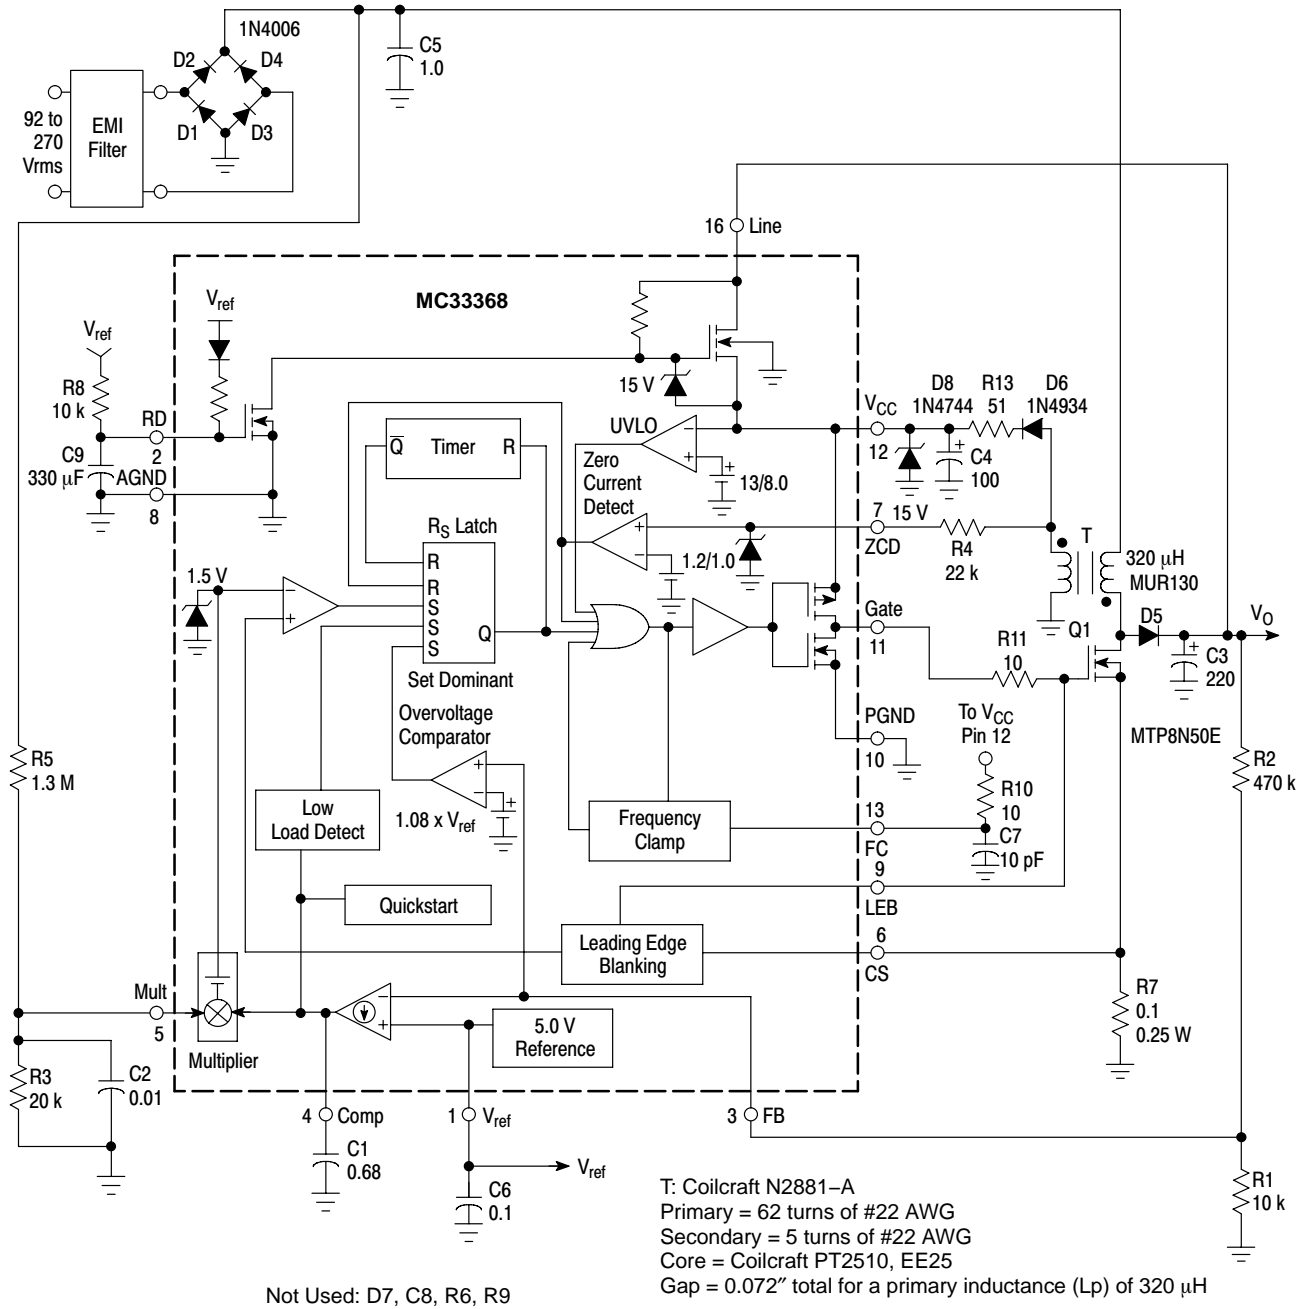 1N4006
C5
1.0
D2
D4
D1
D3
92 to
270
Vrms
EMI
Filter
16
Line
MC33368
Vref
Vref
R8
10 k
RD
2
C9
330 μF
AGND
8
15 V
UVLO
VCC
12
D8
1N4744
R13
51
D6
1N4934
C4
100
13/8.0
Q
Timer
R
Zero
Current
Detect
7
15 V
ZCD
R4
22 k
1.2/1.0
T
320 μH
MUR130
RS Latch
R
R
S
S
S
Q
Set Dominant
1.5 V
Gate
11
R11
10
Q1
D5
VO
C3
220
MTP8N50E
Overvoltage
Comparator
PGND
10
To VCC
Pin 12
R10
10
R2
470 k
R5
1.3 M
Low
Load Detect
1.08 x Vref
Frequency
Clamp
13
FC
C7
10 pF
9
LEB
Quickstart
Leading Edge
Blanking
6
CS
R7
0.1
0.25 W
Mult
5
Multiplier
5.0 V
Reference
R3
20 k
C2
0.01
4
Comp
1
Vref
3
FB
C1
0.68
Vref
C6
0.1
R1
10 k
T: Coilcraft N2881−A
Primary = 62 turns of #22 AWG
Secondary = 5 turns of #22 AWG
Core = Coilcraft PT2510, EE25
Gap = 0.072″ total for a primary inductance (Lp) of 320 μH
Not Used: D7, C8, R6, R9